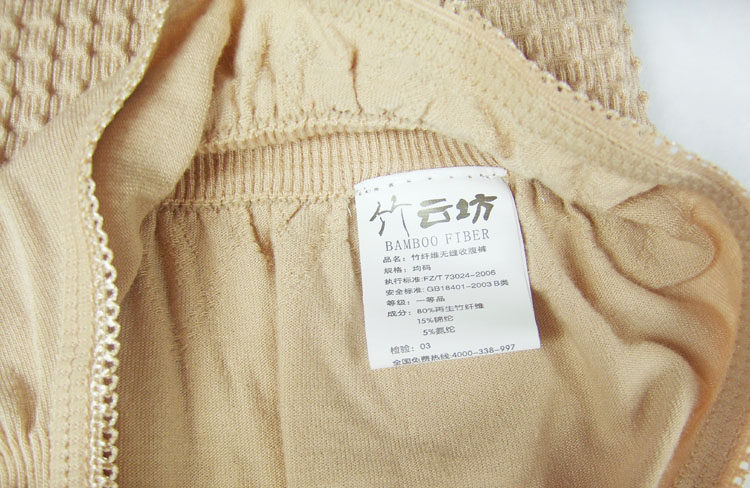 竹云坊
BAMBOO FIBER
品名：竹纤维无缝收腹裤
规格：均码
执行标准：FZ/T 73024-2006
安全标准：GB18401-2003 B类
等级：一等品
成分：80%再生竹纤维
15%锦纶
5%氨纶
检验：03
全国免费热线:4000-338-997